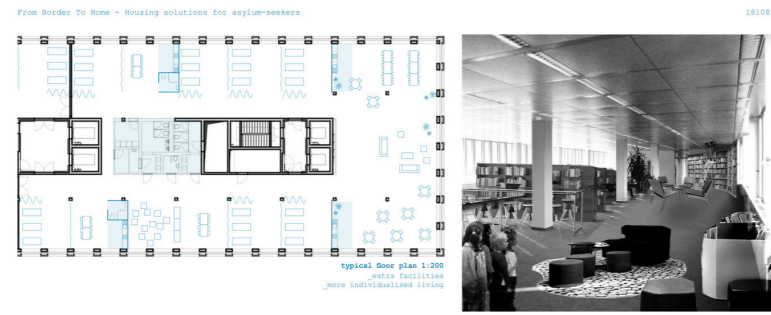 From Border To Home - Housing solutions for asylum-seekers
18108
typical floor plan 1:200
_extra facilities
_more individualised living